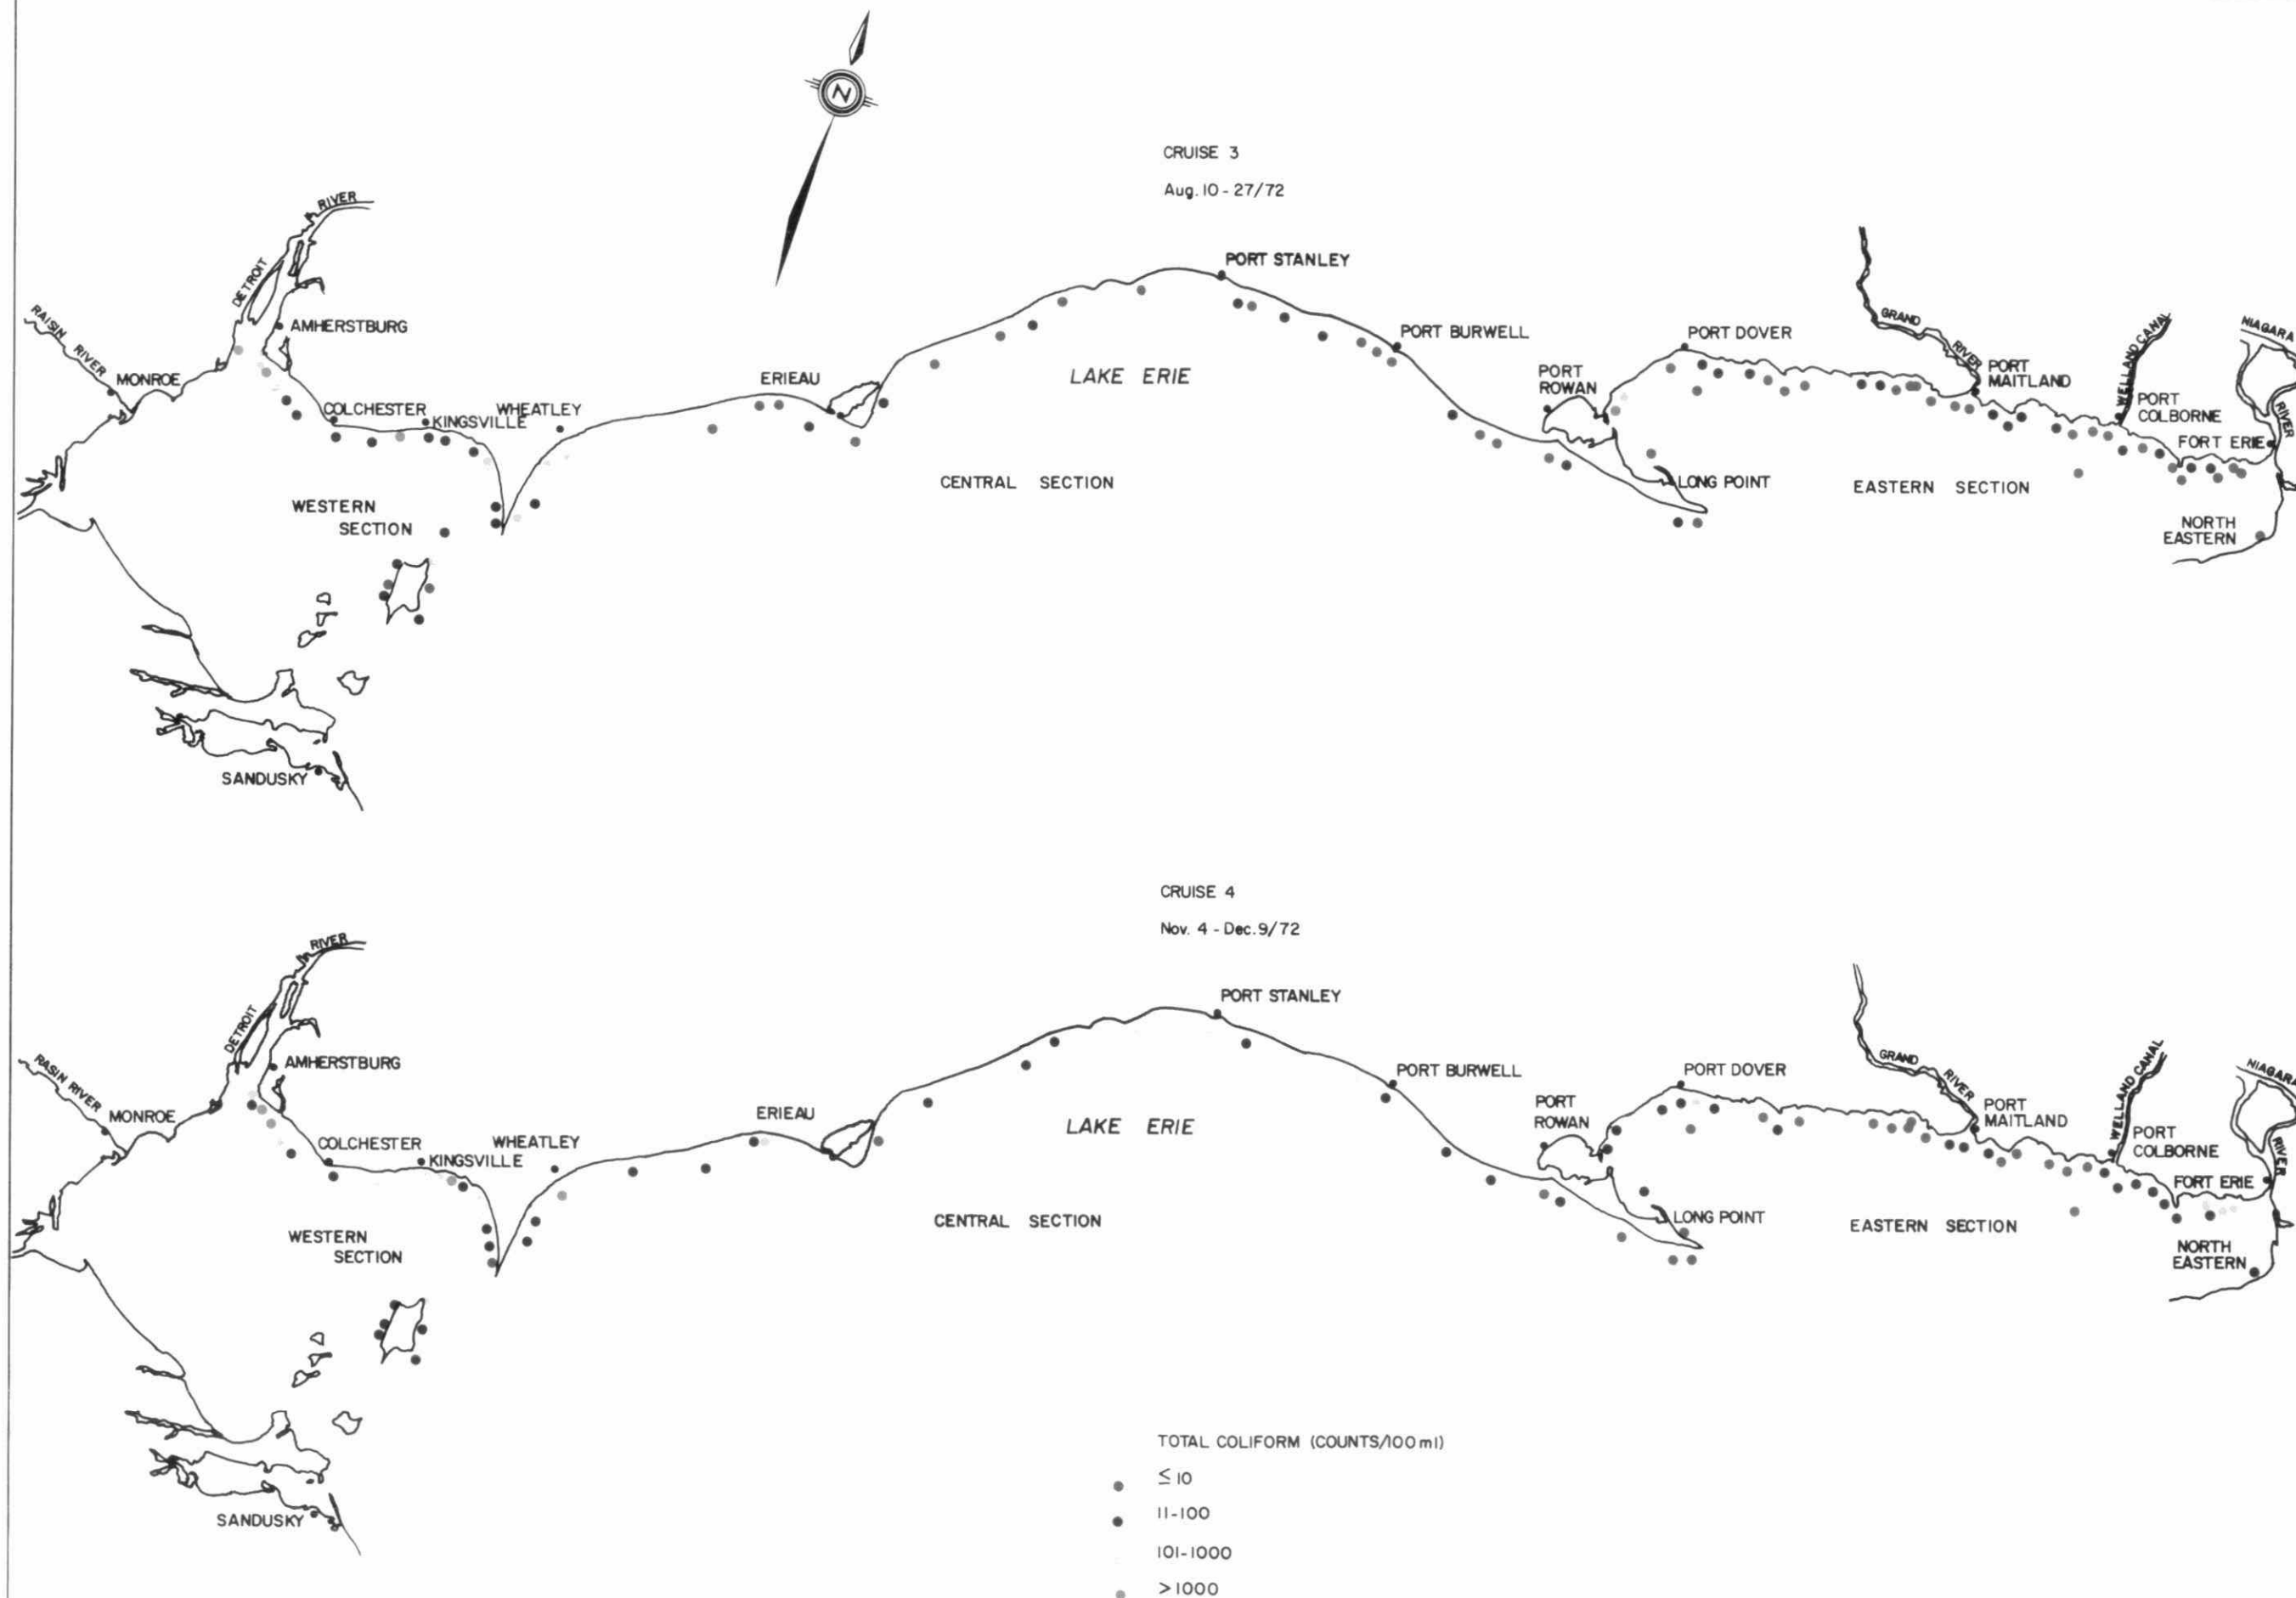 N
CRUISE 3
Aug. 10 - 27/72
RIVER
DETROIT
AMHERSTBURG
RAISIN RIVER
MONROE
COLCHESTER
KINGSVILLE
WHEATLEY
ERIEAU
PORT STANLEY
LAKE ERIE
PORT BURWELL
PORT
ROWAN
PORT DOVER
GRAND
RIVER
PORT
MAITLAND
WELLAND CANAL
PORT
COLBORNE
NIAGARA
RIVER
FORT ERIE
WESTERN
SECTION
CENTRAL SECTION
LONG POINT
EASTERN SECTION
NORTH
EASTERN
SANDUSKY
CRUISE 4
Nov. 4 - Dec. 9/72
RIVER
DETROIT
AMHERSTBURG
RASIN RIVER
MONROE
COLCHESTER
KINGSVILLE
WHEATLEY
ERIEAU
PORT STANLEY
LAKE ERIE
PORT BURWELL
PORT
ROWAN
PORT DOVER
GRAND
RIVER
PORT
MAITLAND
WELLAND CANAL
PORT
COLBORNE
NIAGARA
RIVER
FORT ERIE
WESTERN
SECTION
CENTRAL SECTION
LONG POINT
EASTERN SECTION
NORTH
EASTERN
SANDUSKY
TOTAL COLIFORM (COUNTS/100 ml)
≤ 10
11-100
101-1000
>1000